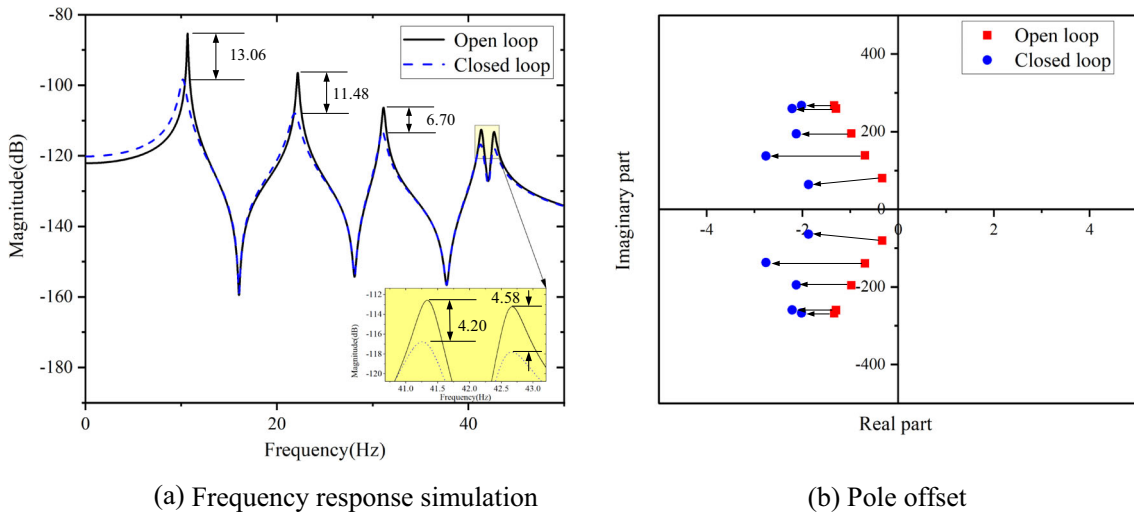 -80
-100
-120
-140
-160
-180
Magnitude(dB)
0
20
40
Frequency(Hz)
Open loop
Closed loop
13.06
11.48
6.70
-112
-114
-116
-118
-120
Magnitude(dB)
4.20
4.58
41.0
41.5
42.0
42.5
43.0
Frequency(Hz)
(a) Frequency response simulation
Open loop
Closed loop
400
200
0
-200
-400
Imaginary part
-4
-2
0
2
4
Real part
(b) Pole offset